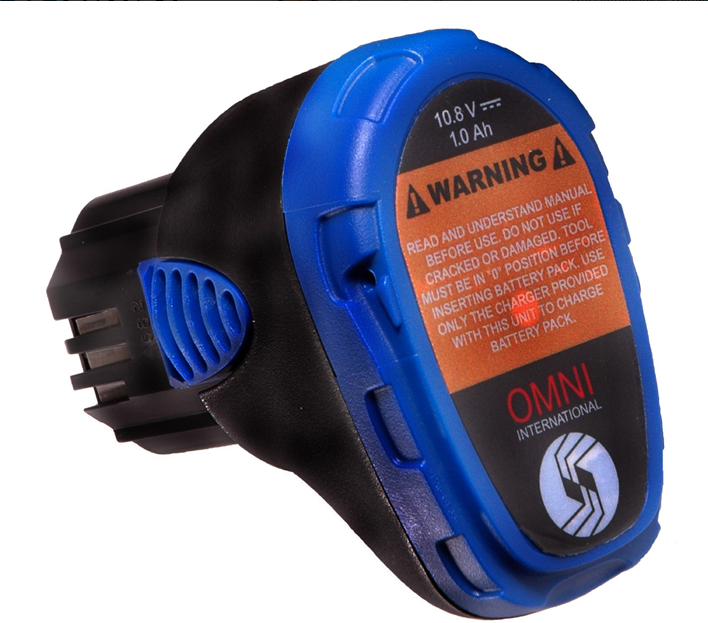 10.8 V
1.0 Ah
WARNING
READ AND UNDERSTAND MANUAL
BEFORE USE. DO NOT USE IF
CRACKED OR DAMAGED. TOOL
MUST BE IN "0" POSITION BEFORE
INSERTING BATTERY PACK. USE
ONLY THE CHARGER PROVIDED
WITH THIS UNIT TO CHARGE
BATTERY PACK.
OMNI
INTERNATIONAL